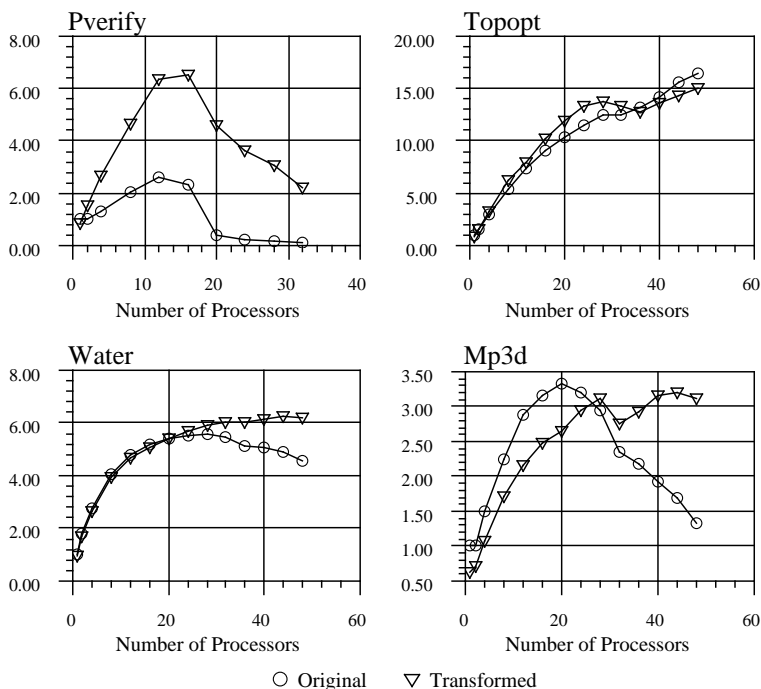 Pverify
8.00
6.00
4.00
2.00
0.00
0 10 20 30 40
Number of Processors
Topopt
20.00
15.00
10.00
5.00
0.00
0 20 40 60
Number of Processors
Water
8.00
6.00
4.00
2.00
0.00
0 20 40 60
Number of Processors
Mp3d
3.50
3.00
2.50
2.00
1.50
1.00
0.50
0 20 40 60
Number of Processors
Original Transformed